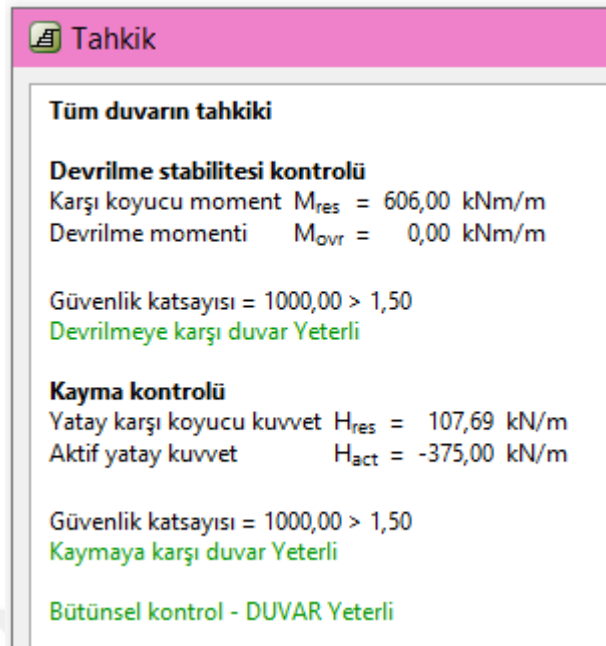 Tahkik
Tüm duvarın tahkiki
Devrilme stabilitesi kontrolü
Karşı koyucu moment Mres = 606,00 kNm/m
Devrilme momenti Movr = 0,00 kNm/m
Güvenlik katsayısı = 1000,00 > 1,50
Devrilmeye karşı duvar Yeterli
Kayma kontrolü
Yatay karşı koyucu kuvvet Hres = 107,69 kN/m
Aktif yatay kuvvet Hact = -375,00 kN/m
Güvenlik katsayısı = 1000,00 > 1,50
Kaymaya karşı duvar Yeterli
Bütünsel kontrol - DUVAR Yeterli